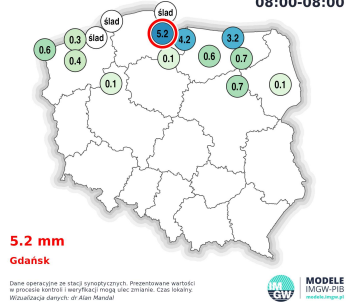 08:00-08:00
ślad
ślad
ślad
5.2
4.2
3.2
0.3
0.6
0.4
0.1
0.6
0.7
0.1
0.7
0.1
5.2 mm
Gdańsk
Dane operacyjne ze stacji synoptycznych. Prezentowane wartości
w procesie kontroli i weryfikacji mogą ulec zmianie. Czas lokalny.
Wizualizacja danych: dr Alan Mandal
IM
GW
MODELE
IMGW-PIB
modele.imgw.pl